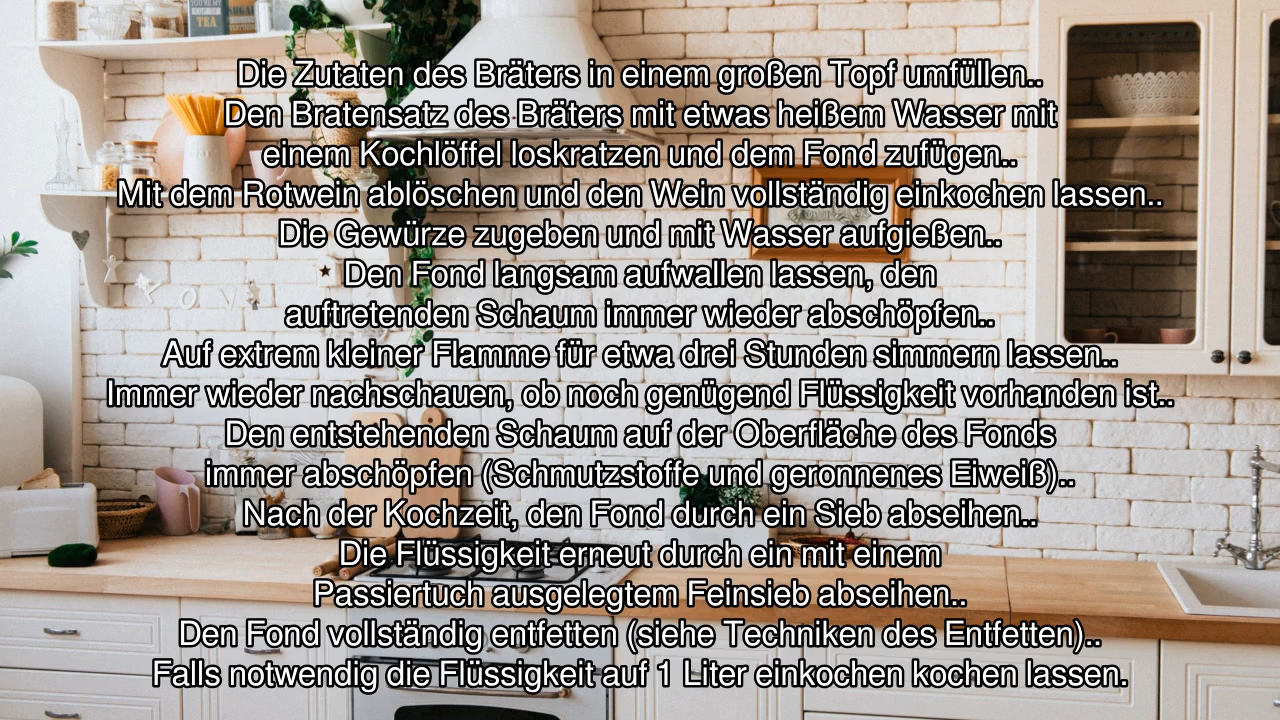 YOU'RE MY
CUP OF
TEA
Die Zutaten des Bräters in einem großen Topf umfüllen..
Den Bratensatz des Bräters mit etwas heißem Wasser mit
einem Kochlöffel loskratzen und dem Fond zufügen..
Mit dem Rotwein ablöschen und den Wein vollständig einkochen lassen..
Die Gewürze zugeben und mit Wasser aufgießen..
Den Fond langsam aufwallen lassen, den
auftretenden Schaum immer wieder abschöpfen..
Auf extrem kleiner Flamme für etwa drei Stunden simmern lassen..
Immer wieder nachschauen, ob noch genügend Flüssigkeit vorhanden ist..
Den entstehenden Schaum auf der Oberfläche des Fonds
immer abschöpfen (Schmutzstoffe und geronnenes Eiweiß)..
Nach der Kochzeit, den Fond durch ein Sieb abseihen..
Die Flüssigkeit erneut durch ein mit einem
Passiertuch ausgelegtem Feinsieb abseihen..
Den Fond vollständig entfetten (siehe Techniken des Entfetten)..
Falls notwendig die Flüssigkeit auf 1 Liter einkochen kochen lassen.